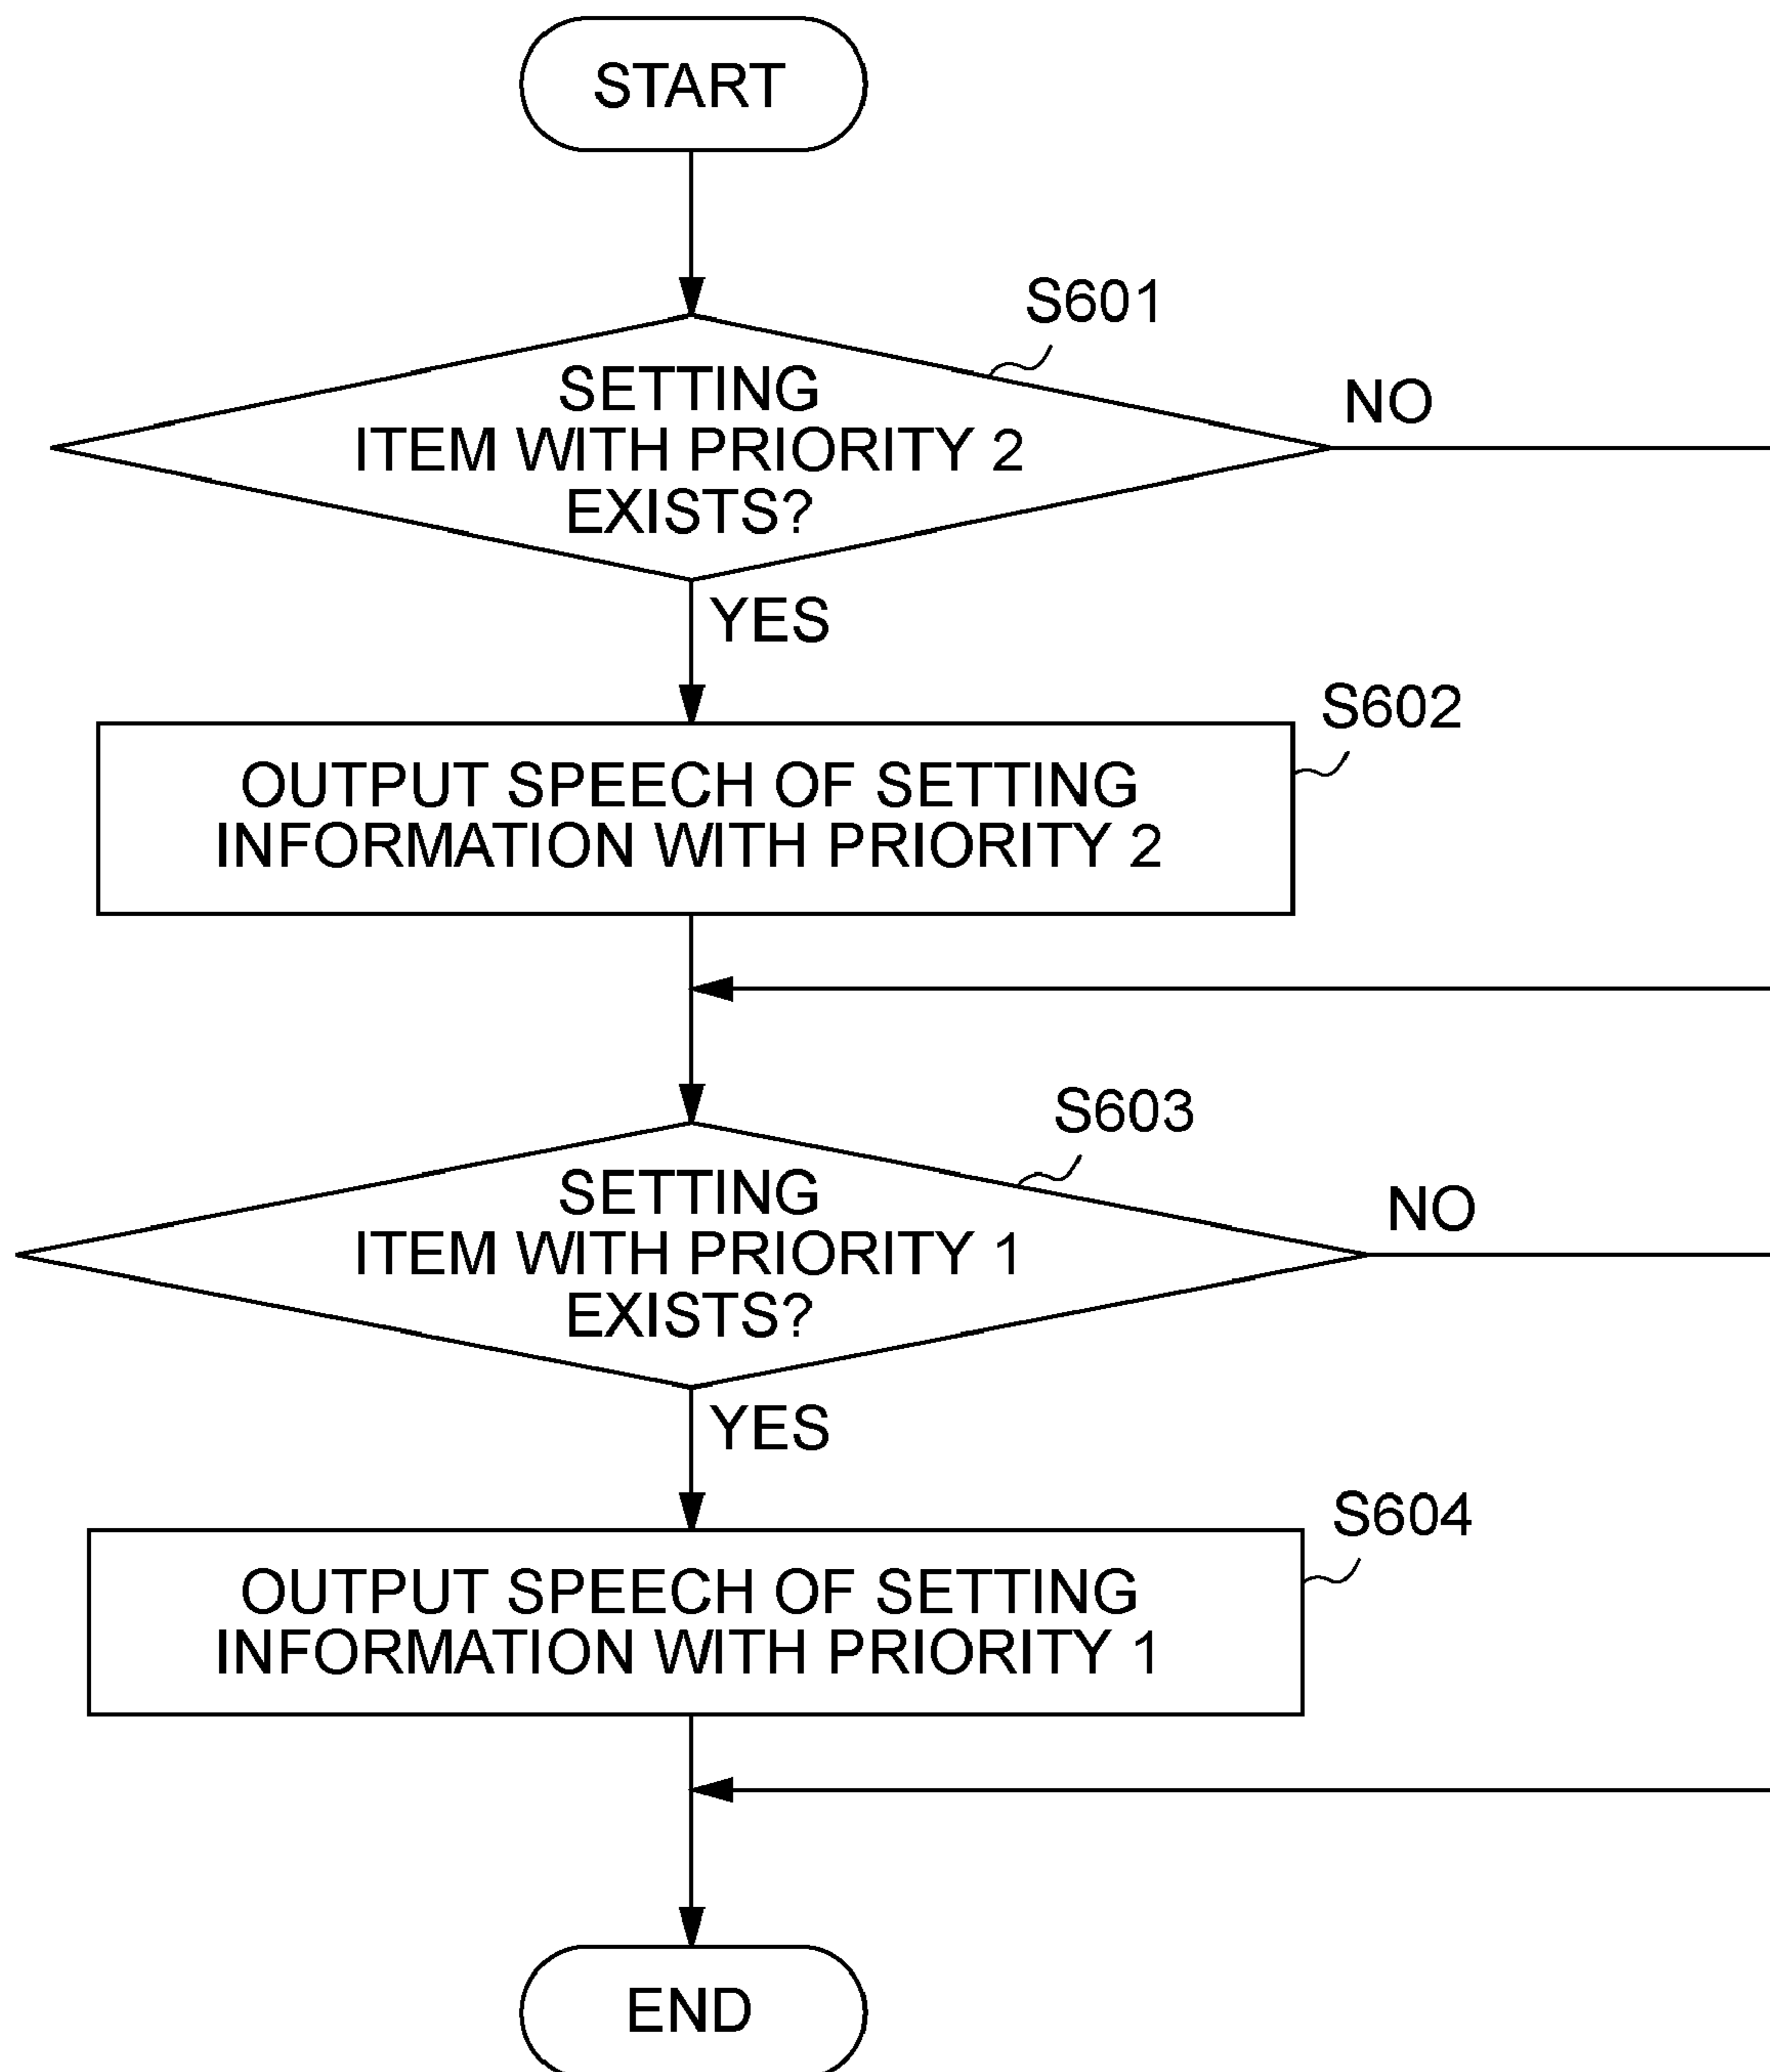 START
S601
SETTING
ITEM WITH PRIORITY 2
EXISTS?
NO
YES
S602
OUTPUT SPEECH OF SETTING
INFORMATION WITH PRIORITY 2
S603
SETTING
ITEM WITH PRIORITY 1
EXISTS?
NO
YES
S604
OUTPUT SPEECH OF SETTING
INFORMATION WITH PRIORITY 1
END